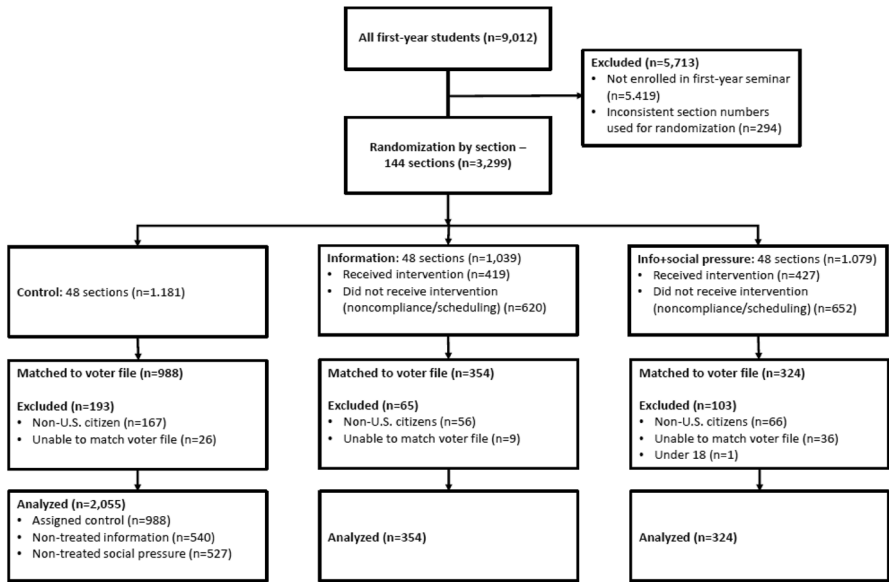 All first-year students (n=9,012)
Excluded (n=5,713)
• Not enrolled in first-year seminar
(n=5.419)
• Inconsistent section numbers
used for randomization (n=294)
Randomization by section –
144 sections (n=3,299)
Control: 48 sections (n=1.181)
Information: 48 sections (n=1,039)
• Received intervention (n=419)
• Did not receive intervention
(noncompliance/scheduling) (n=620)
Info+social pressure: 48 sections (n=1.079)
• Received intervention (n=427)
• Did not receive intervention
(noncompliance/scheduling) (n=652)
Matched to voter file (n=988)
Excluded (n=193)
• Non-U.S. citizen (n=167)
• Unable to match voter file (n=26)
Matched to voter file (n=354)
Excluded (n=65)
• Non-U.S. citizens (n=56)
• Unable to match voter file (n=9)
Matched to voter file (n=324)
Excluded (n=103)
• Non-U.S. citizens (n=66)
• Unable to match voter file (n=36)
• Under 18 (n=1)
Analyzed (n=2,055)
• Assigned control (n=988)
• Non-treated information (n=540)
• Non-treated social pressure (n=527)
Analyzed (n=354)
Analyzed (n=324)